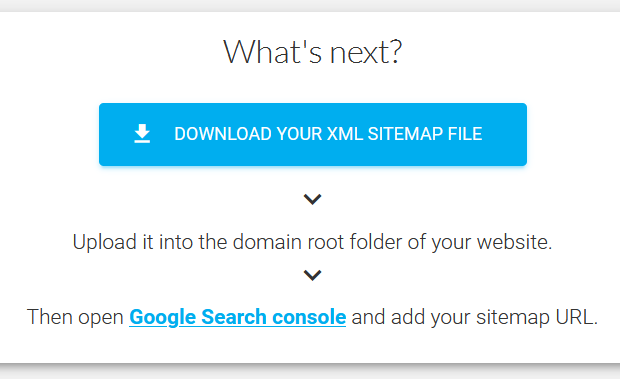 What's next?
DOWNLOAD YOUR XML SITEMAP FILE
Upload it into the domain root folder of your website.
Then open Google Search console and add your sitemap URL.